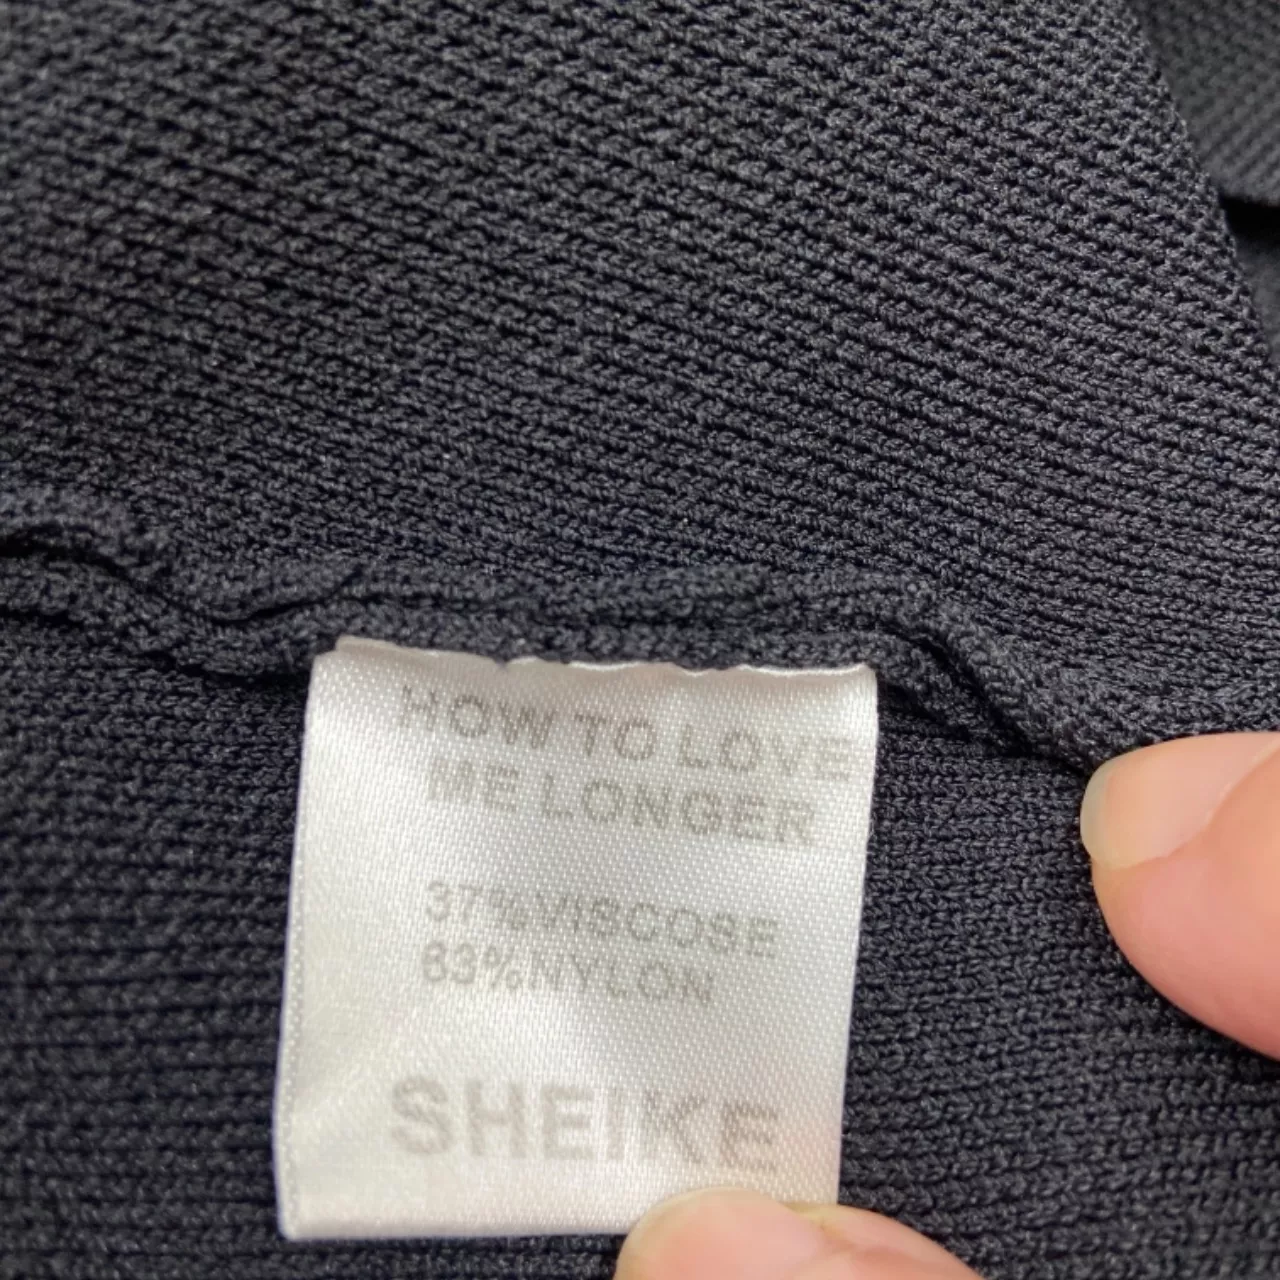 HOW TO LOVE
ME LONGER
37% VISCOSE
63% NYLON
SHEIKE